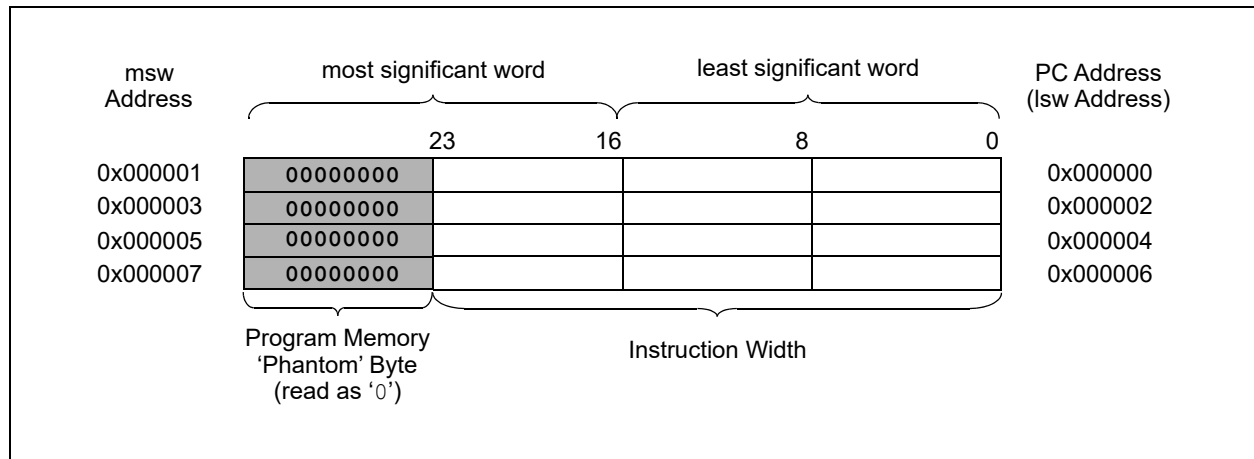 msw
Address
most significant word
least significant word
PC Address
(lsw Address)
23
16
8
0
0x000001
00000000
0x000000
0x000003
00000000
0x000002
0x000005
00000000
0x000004
0x000007
00000000
0x000006
Program Memory
‘Phantom’ Byte
(read as ‘0’)
Instruction Width